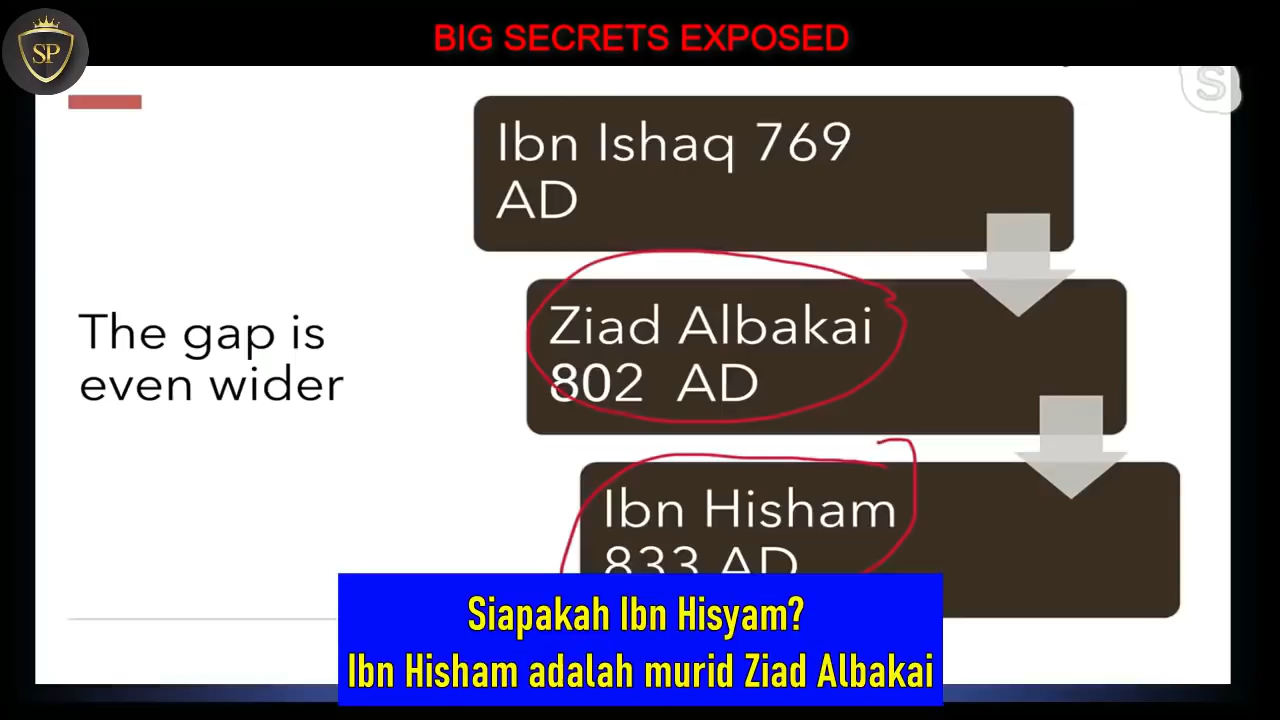 SP
BIG SECRETS EXPOSED
S
Ibn Ishaq 769
AD
The gap is
even wider
Ziad Albakai
802 AD
Ibn Hisham
833 AD
Siapakah Ibn Hisyam?
Ibn Hisham adalah murid Ziad Albakai